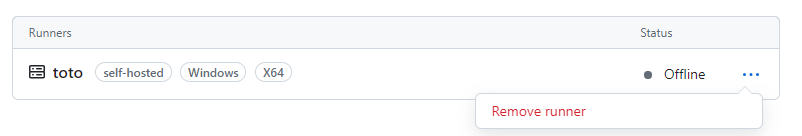 Runners Status
toto self-hosted Windows X64 Offline
Remove runner